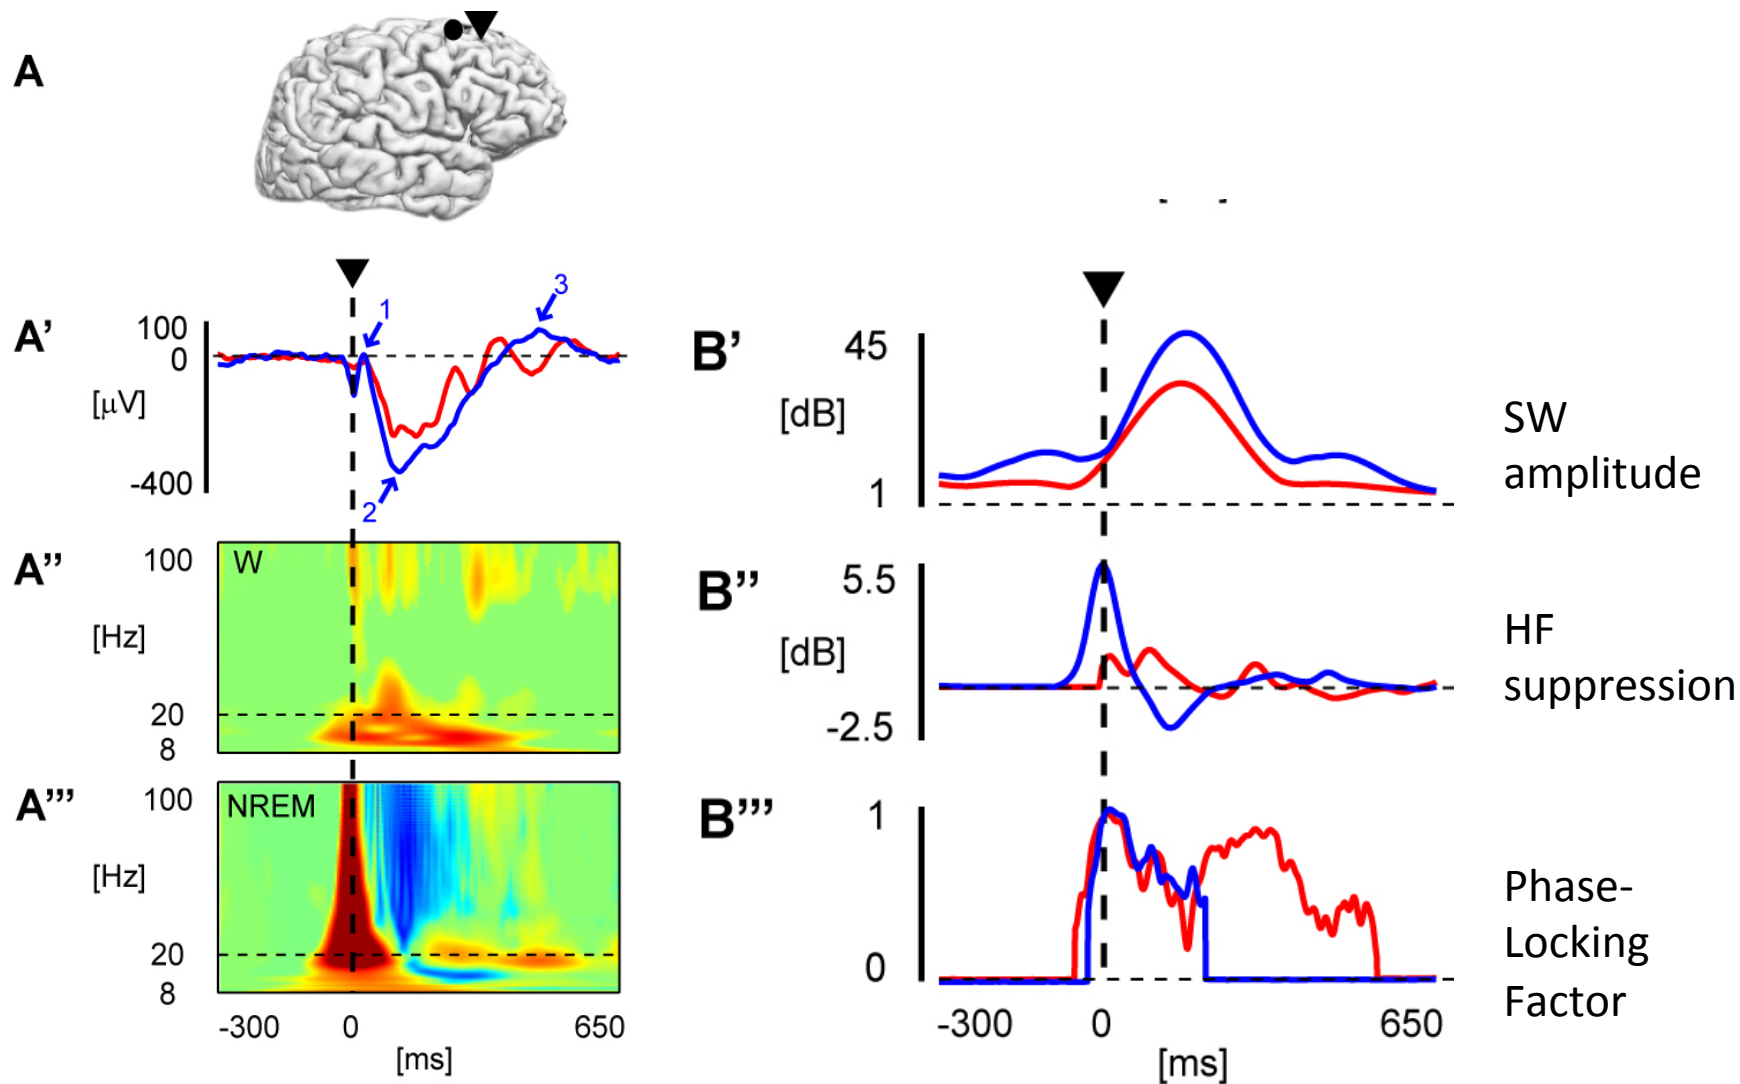 A
A’
100
0
[µV]
-400
1
2
3
A’’
W
100
[Hz]
20
8
A’’’
NREM
100
[Hz]
20
8
-300 0 650
[ms]
B’
45
[dB]
1
SW
amplitude
B’’
5.5
[dB]
-2.5
HF
suppression
B’’’
1
0
Phase-
Locking
Factor
-300 0 650
[ms]